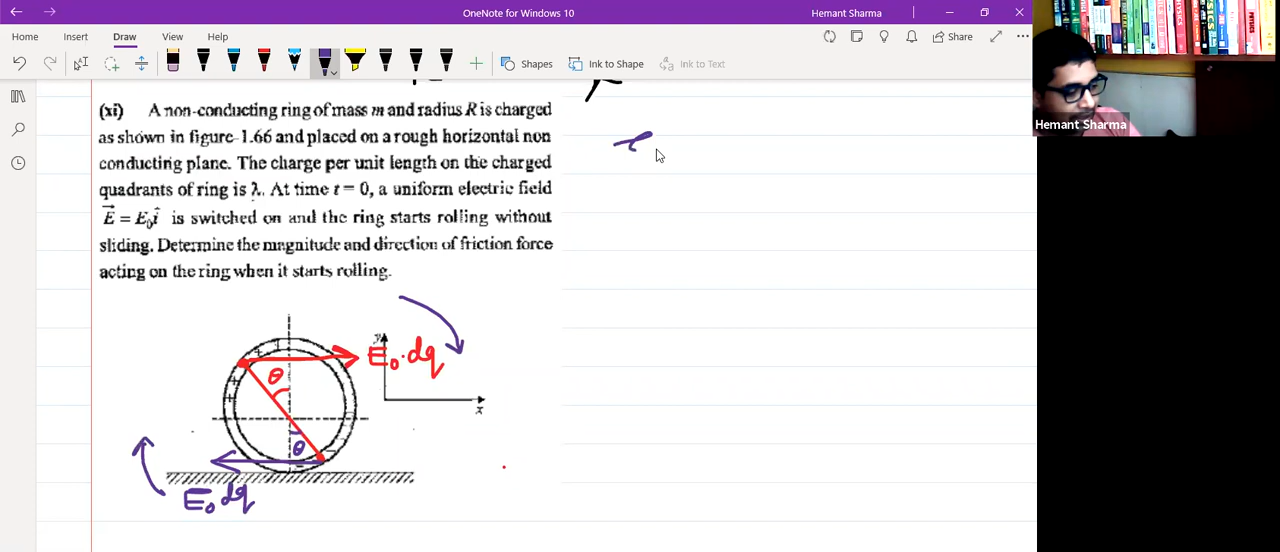 OneNote for Windows 10
Hemant Sharma
Home
Insert
Draw
View
Help
Share
Shapes
Ink to Shape
Ink to Text
Hemant Sharma
(xi) A non-conducting ring of mass m and radius R is charged
as shown in figure-1.66 and placed on a rough horizontal non
conducting plane. The charge per unit length on the charged
quadrants of ring is λ. At time t = 0, a uniform electric field
E⃗ = E₀î is switched on and the ring starts rolling without
sliding. Determine the magnitude and direction of friction force
acting on the ring when it starts rolling.
y
E₀.dq
θ
x
θ
E₀dq